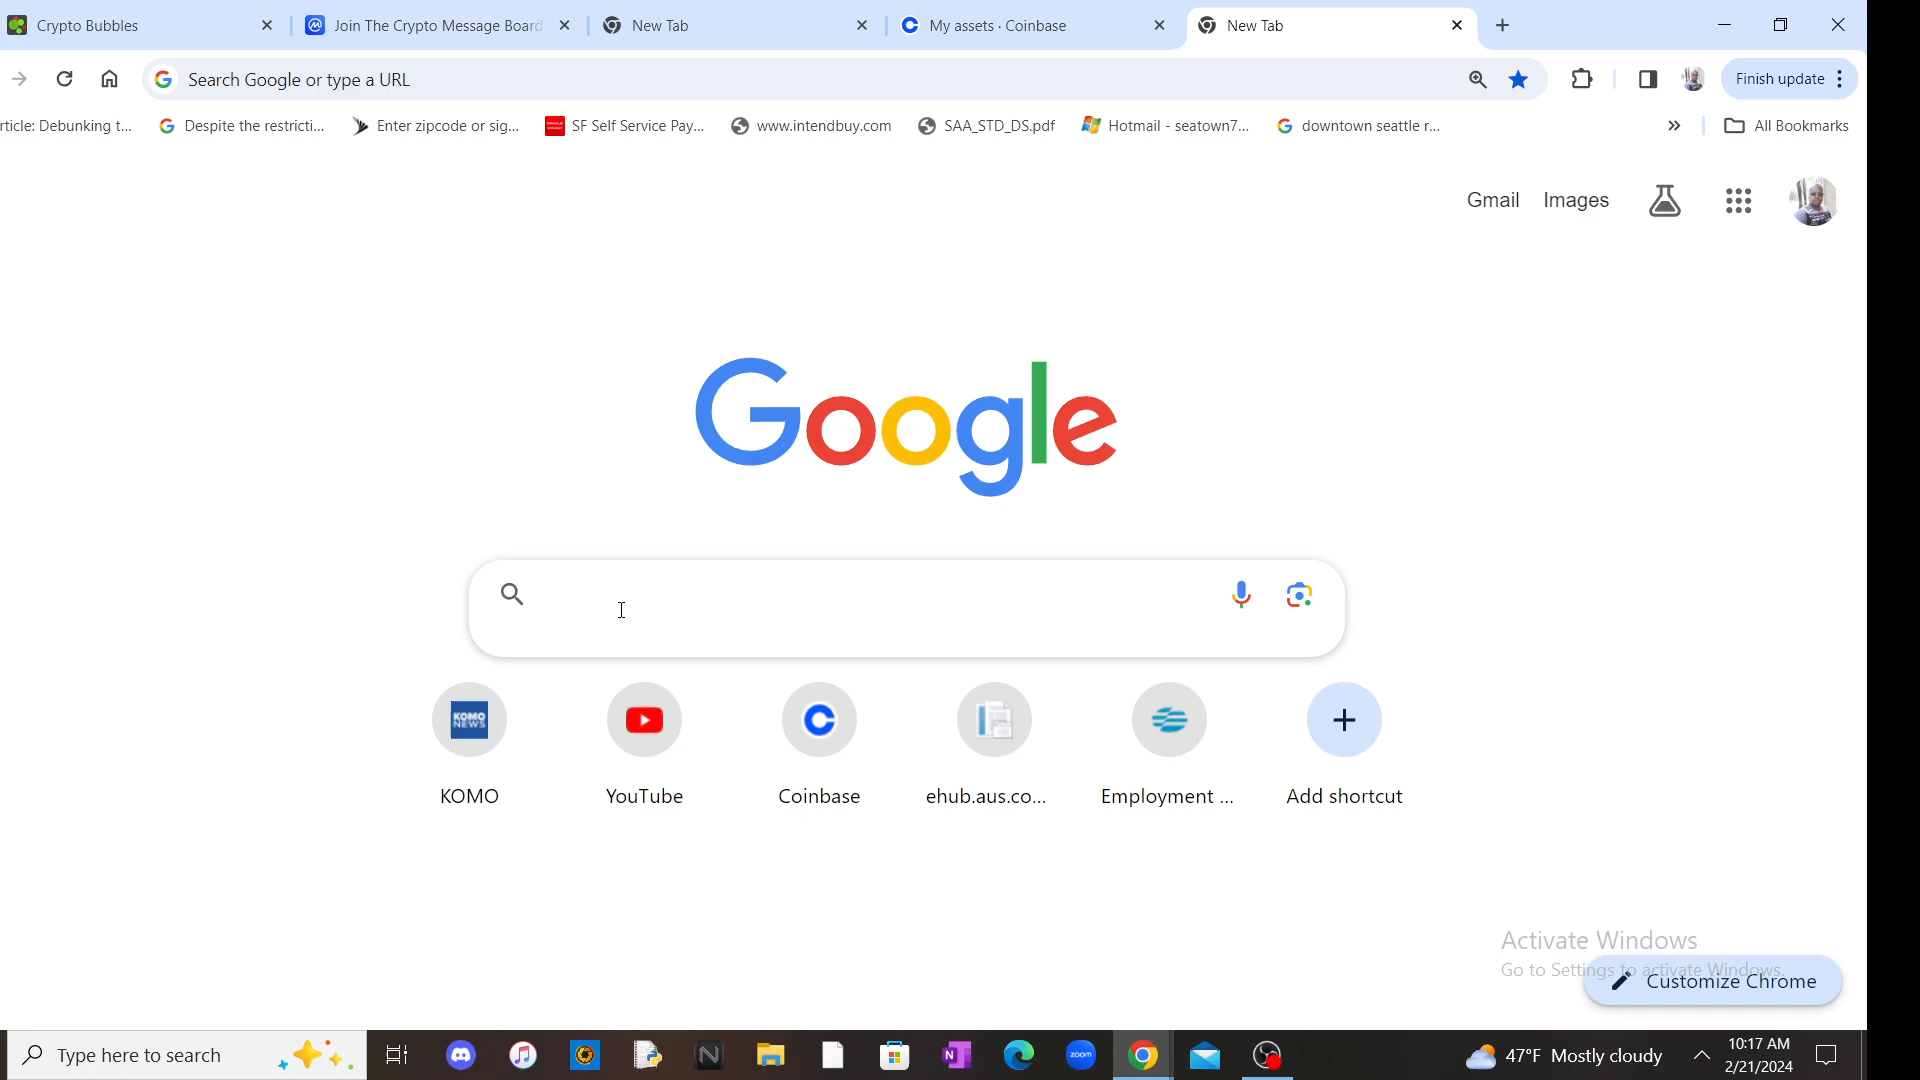 Crypto Bubbles
Join The Crypto Message Board
New Tab
My assets · Coinbase
New Tab
Search Google or type a URL
Finish update
rticle: Debunking t...
Despite the restricti...
Enter zipcode or sig...
SF Self Service Pay...
www.intendbuy.com
SAA_STD_DS.pdf
Hotmail - seatown7...
downtown seattle r...
All Bookmarks
Gmail
Images
Google
KOMO NEWS
KOMO
YouTube
Coinbase
ehub.aus.co...
Employment ...
Add shortcut
Activate Windows
Go to Settings to activate Windows.
Customize Chrome
Type here to search
zoom
47°F Mostly cloudy
10:17 AM
2/21/2024